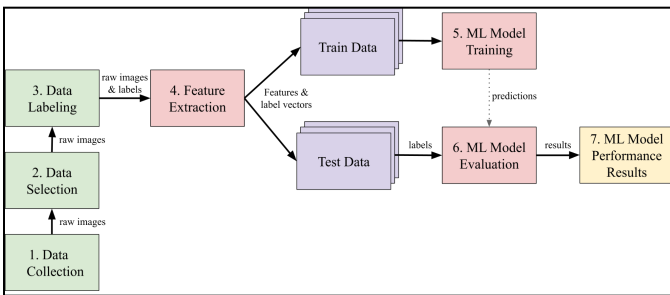 1. Data
Collection
raw images
2. Data
Selection
raw images
3. Data
Labeling
raw images
& labels
4. Feature
Extraction
Features &
label vectors
Train Data
Test Data
5. ML Model
Training
predictions
labels
6. ML Model
Evaluation
results
7. ML Model
Performance
Results